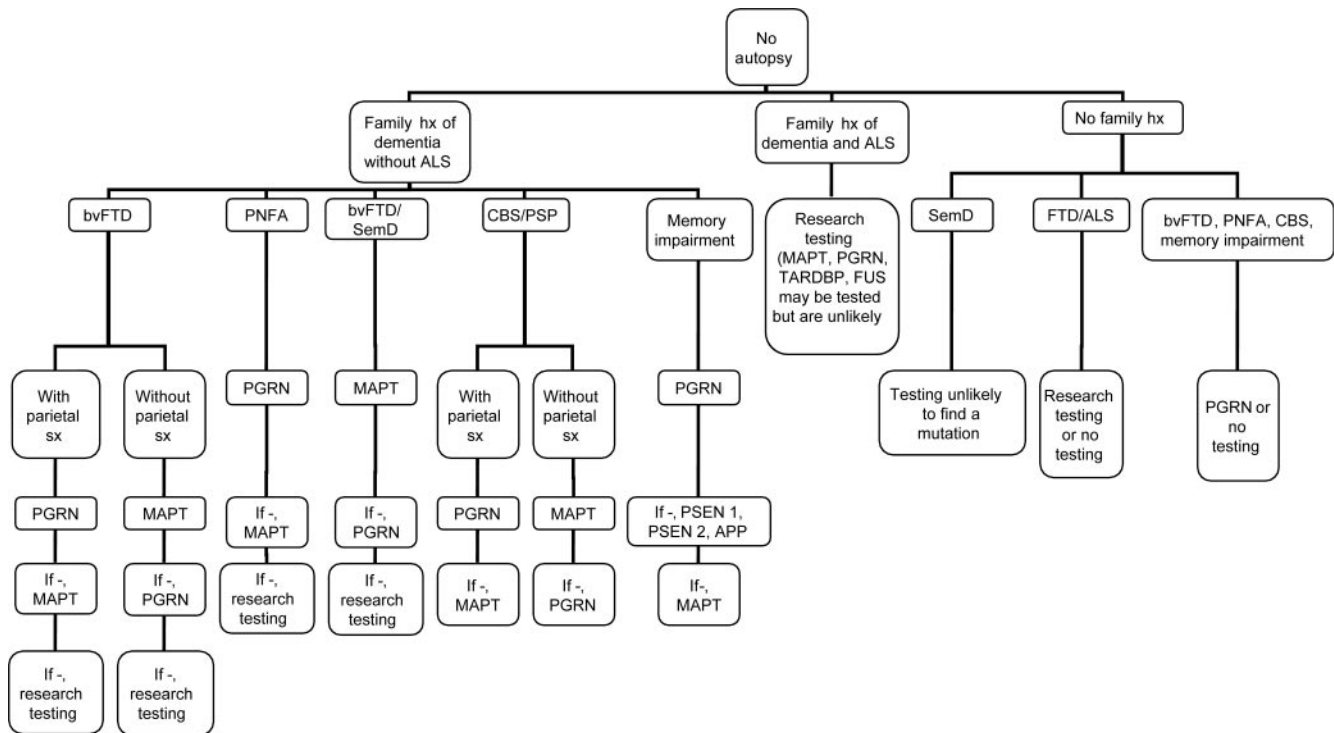 No
autopsy
Family hx of
dementia
without ALS
Family hx of
dementia and ALS
No family hx
bvFTD
PNFA
bvFTD/
SemD
CBS/PSP
Memory
impairment
Research
testing
(MAPT, PGRN,
TARDBP, FUS
may be tested
but are unlikely
SemD
FTD/ALS
bvFTD, PNFA, CBS,
memory impairment
With
parietal
sx
Without
parietal
sx
PGRN
MAPT
With
parietal
sx
Without
parietal
sx
PGRN
Testing unlikely
to find a
mutation
Research
testing
or no
testing
PGRN or
no
testing
PGRN
MAPT
If -,
MAPT
If -,
PGRN
PGRN
MAPT
If -, PSEN 1,
PSEN 2, APP
If -,
MAPT
If -,
PGRN
If -,
research
testing
If -,
research
testing
If -,
MAPT
If -,
PGRN
If-,
MAPT
If -,
research
testing
If -,
research
testing